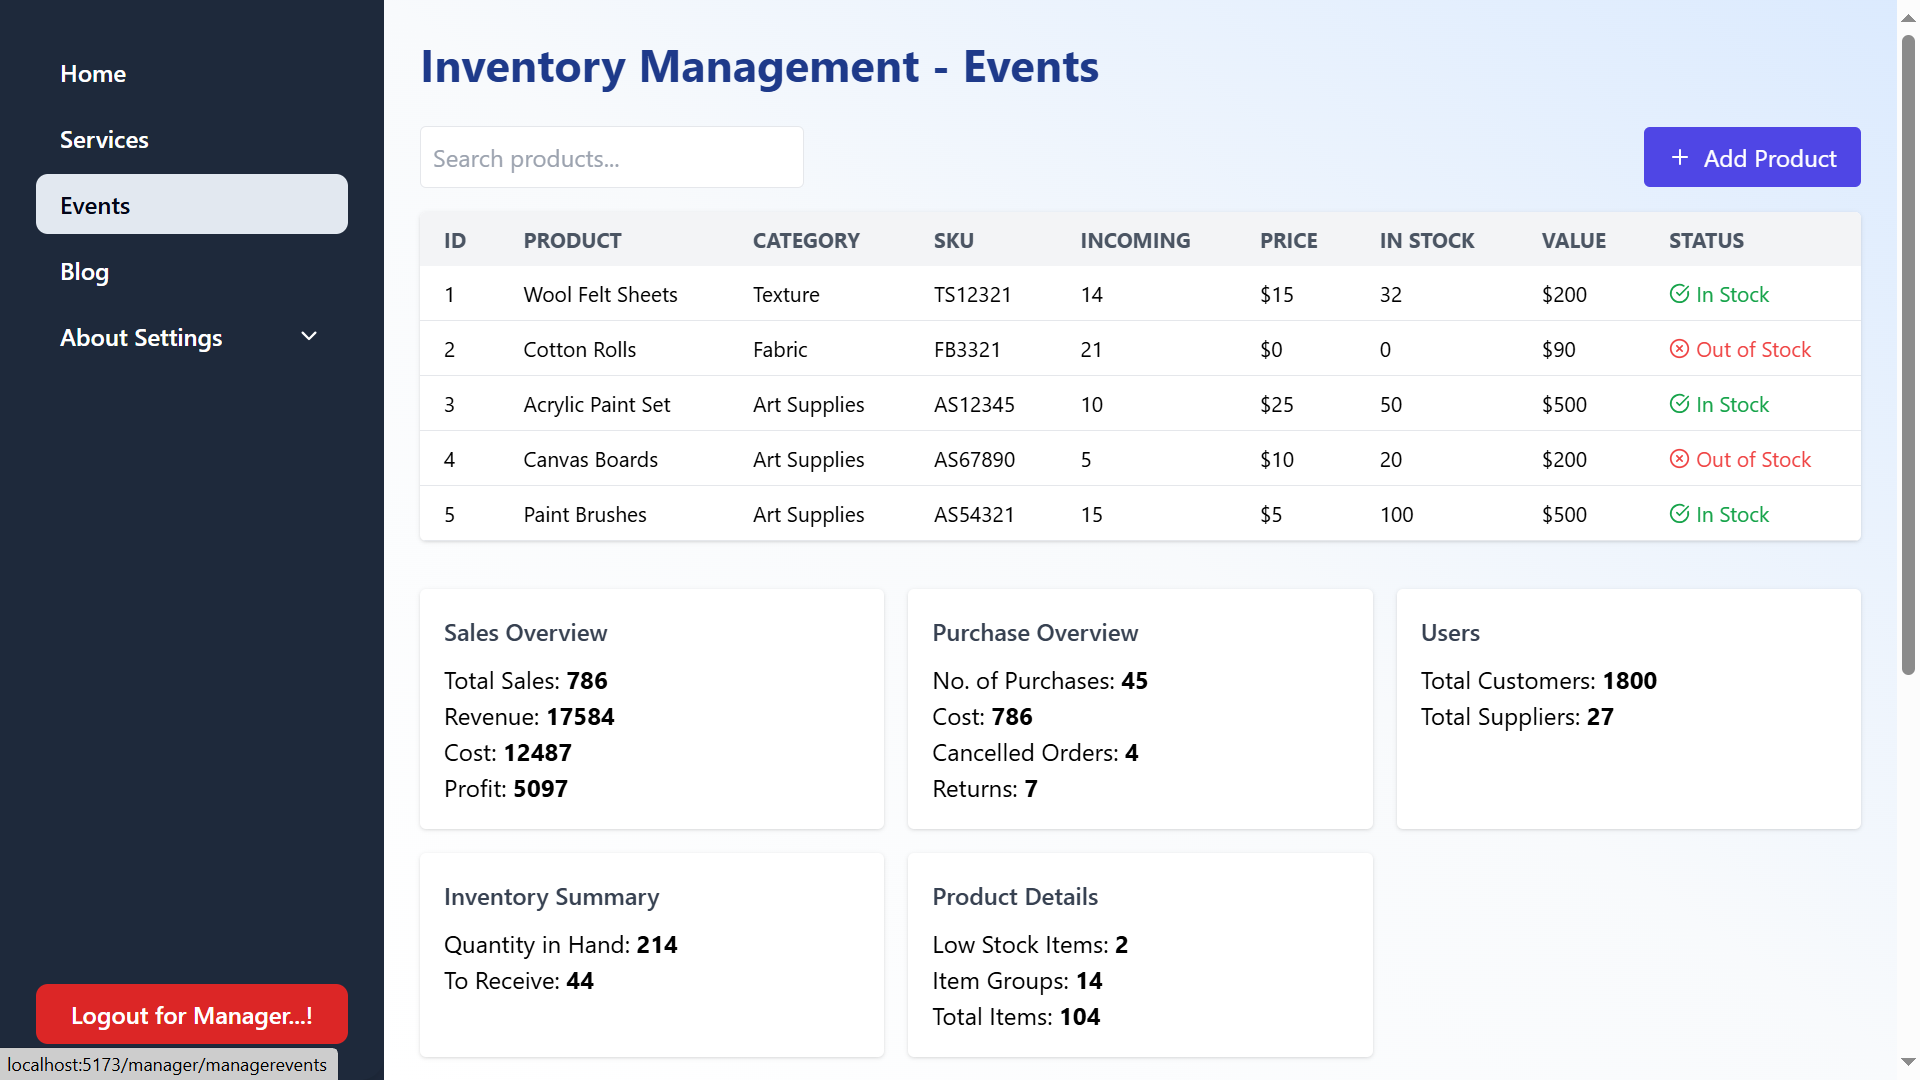 Home
Services
Events
Blog
About Settings
Logout for Manager...!
localhost:5173/manager/managerevents
Inventory Management - Events
Search products...
+ Add Product
ID PRODUCT CATEGORY SKU INCOMING PRICE IN STOCK VALUE STATUS
1 Wool Felt Sheets Texture TS12321 14 $15 32 $200 In Stock
2 Cotton Rolls Fabric FB3321 21 $0 0 $90 Out of Stock
3 Acrylic Paint Set Art Supplies AS12345 10 $25 50 $500 In Stock
4 Canvas Boards Art Supplies AS67890 5 $10 20 $200 Out of Stock
5 Paint Brushes Art Supplies AS54321 15 $5 100 $500 In Stock
Sales Overview
Total Sales: 786
Revenue: 17584
Cost: 12487
Profit: 5097
Purchase Overview
No. of Purchases: 45
Cost: 786
Cancelled Orders: 4
Returns: 7
Users
Total Customers: 1800
Total Suppliers: 27
Inventory Summary
Quantity in Hand: 214
To Receive: 44
Product Details
Low Stock Items: 2
Item Groups: 14
Total Items: 104